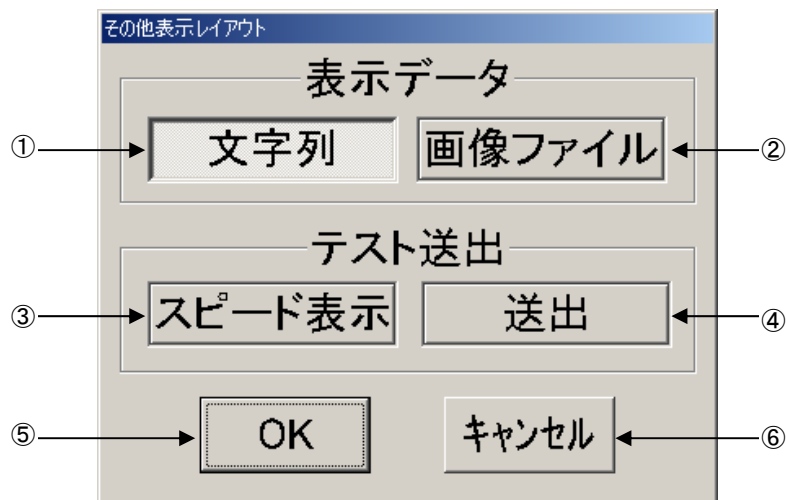 その他表示レイアウト
表示データ
① 文字列 画像ファイル ②
テスト送出
③ スピード表示 送出 ④
⑤ OK キャンセル ⑥